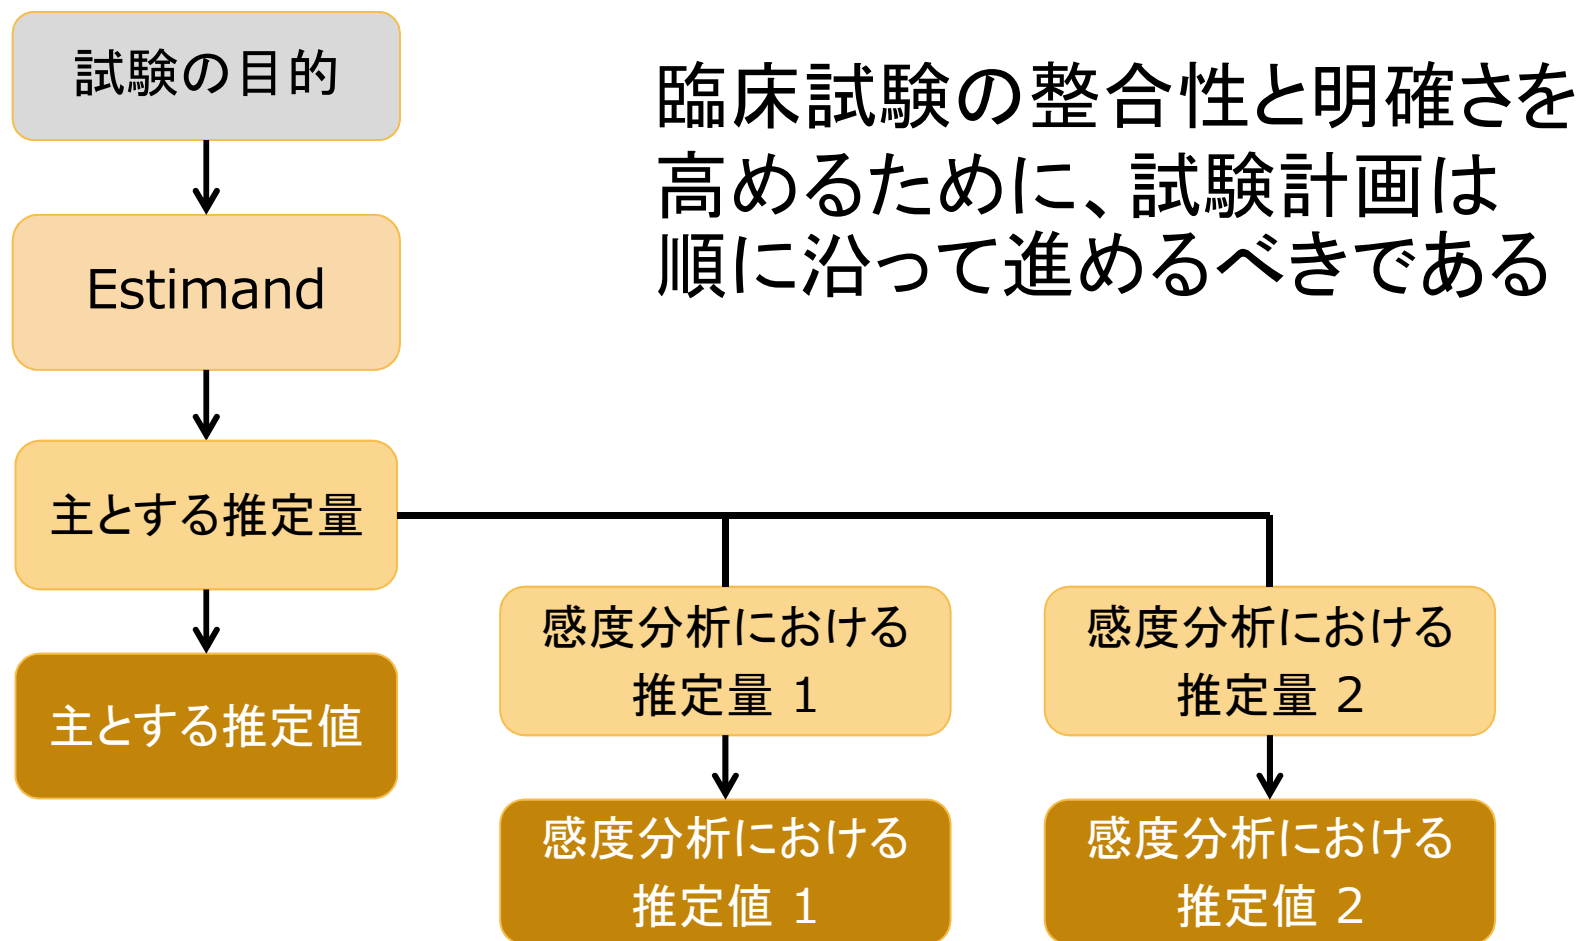 試験の目的
臨床試験の整合性と明確さを
高めるために、試験計画は
順に沿って進めるべきである
Estimand
主とする推定量
感度分析における
推定量 1
感度分析における
推定量 2
主とする推定値
感度分析における
推定値 1
感度分析における
推定値 2